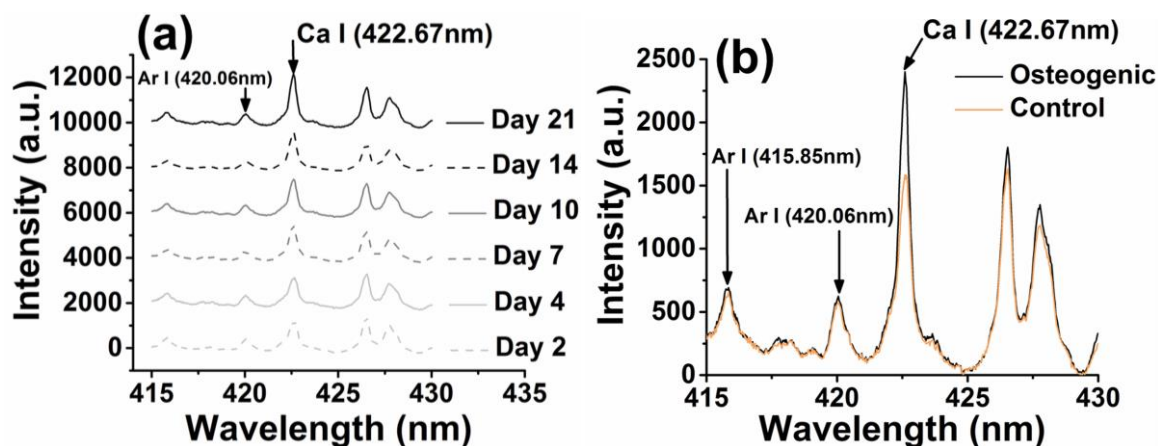 (a)
Ca I (422.67nm)
Ar I (420.06nm)
12000
10000
8000
6000
4000
2000
0
Day 21
Day 14
Day 10
Day 7
Day 4
Day 2
415 420 425 430 435
Wavelength (nm)
Intensity (a.u.)
(b)
Ca I (422.67nm)
Osteogenic
Control
Ar I (415.85nm)
Ar I (420.06nm)
2500
2000
1500
1000
500
0
415 420 425 430
Wavelength (nm)
Intensity (a.u.)